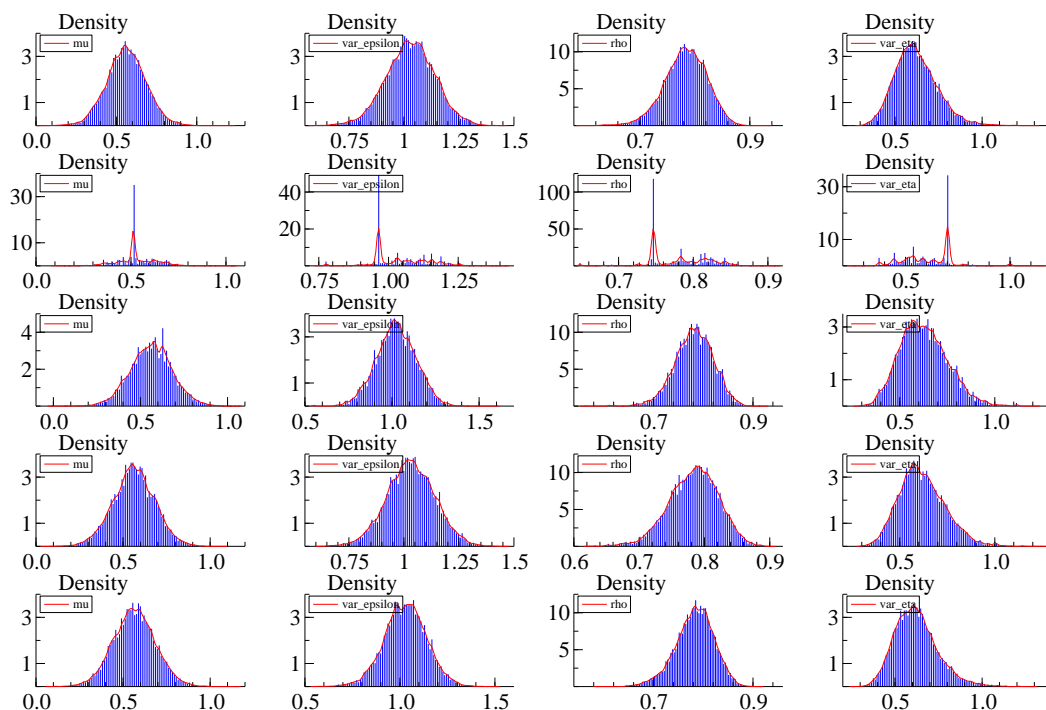 Density Density Density Density
mu var_epsilon rho var_eta
3 3 10 3
1 1 5 1
0.0 0.5 1.0 0.75 1 1.25 1.5 0.7 0.9 0.5 1.0
Density Density Density Density
mu var_epsilon rho var_eta
30 40 100 30
10 20 50 10
0.0 0.5 1.0 0.75 1.00 1.25 0.6 0.7 0.8 0.9 0.5 1.0
Density Density Density Density
mu var_epsilon rho var_eta
4 3 10 3
2 1 5 1
0.0 0.5 1.0 0.5 1.0 1.5 0.7 0.9 0.5 1.0
Density Density Density Density
mu var_epsilon rho var_eta
3 3 10 3
1 1 5 1
0.0 0.5 1.0 0.75 1 1.25 1.5 0.6 0.7 0.8 0.9 0.5 1.0
Density Density Density Density
mu var_epsilon rho var_eta
3 3 10 3
1 1 5 1
0.0 0.5 1.0 0.5 1.0 1.5 0.7 0.9 0.5 1.0